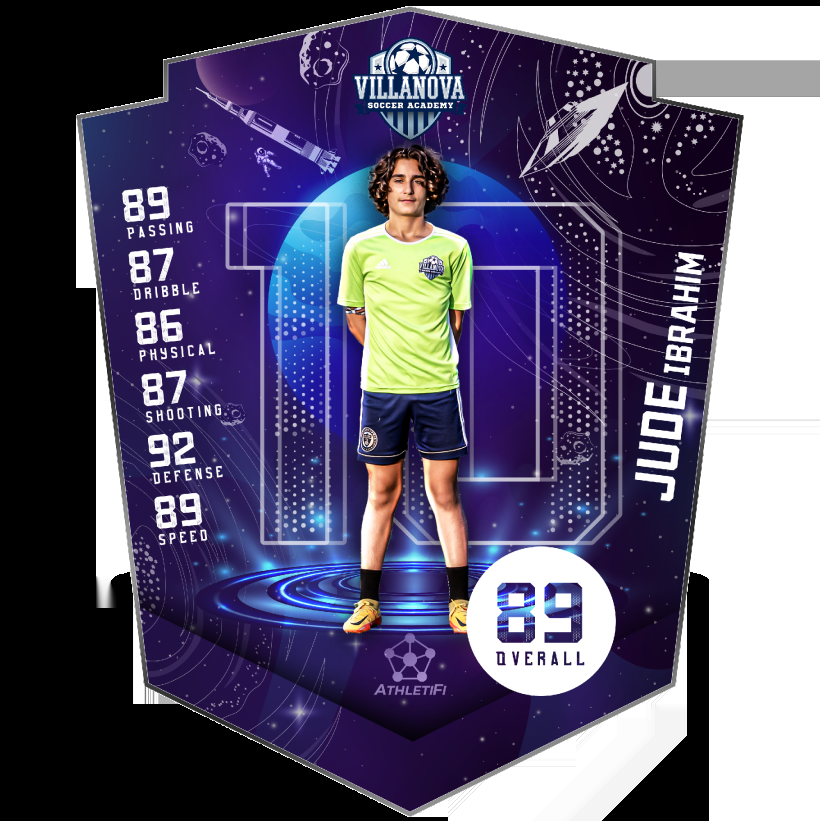 VILLANOVA
SOCCER ACADEMY
10
89
PASSING
87
DRIBBLE
86
PHYSICAL
87
SHOOTING
92
DEFENSE
89
SPEED
VILLANOVA
JUDE IBRAHIM
89
OVERALL
ATHLETIFI